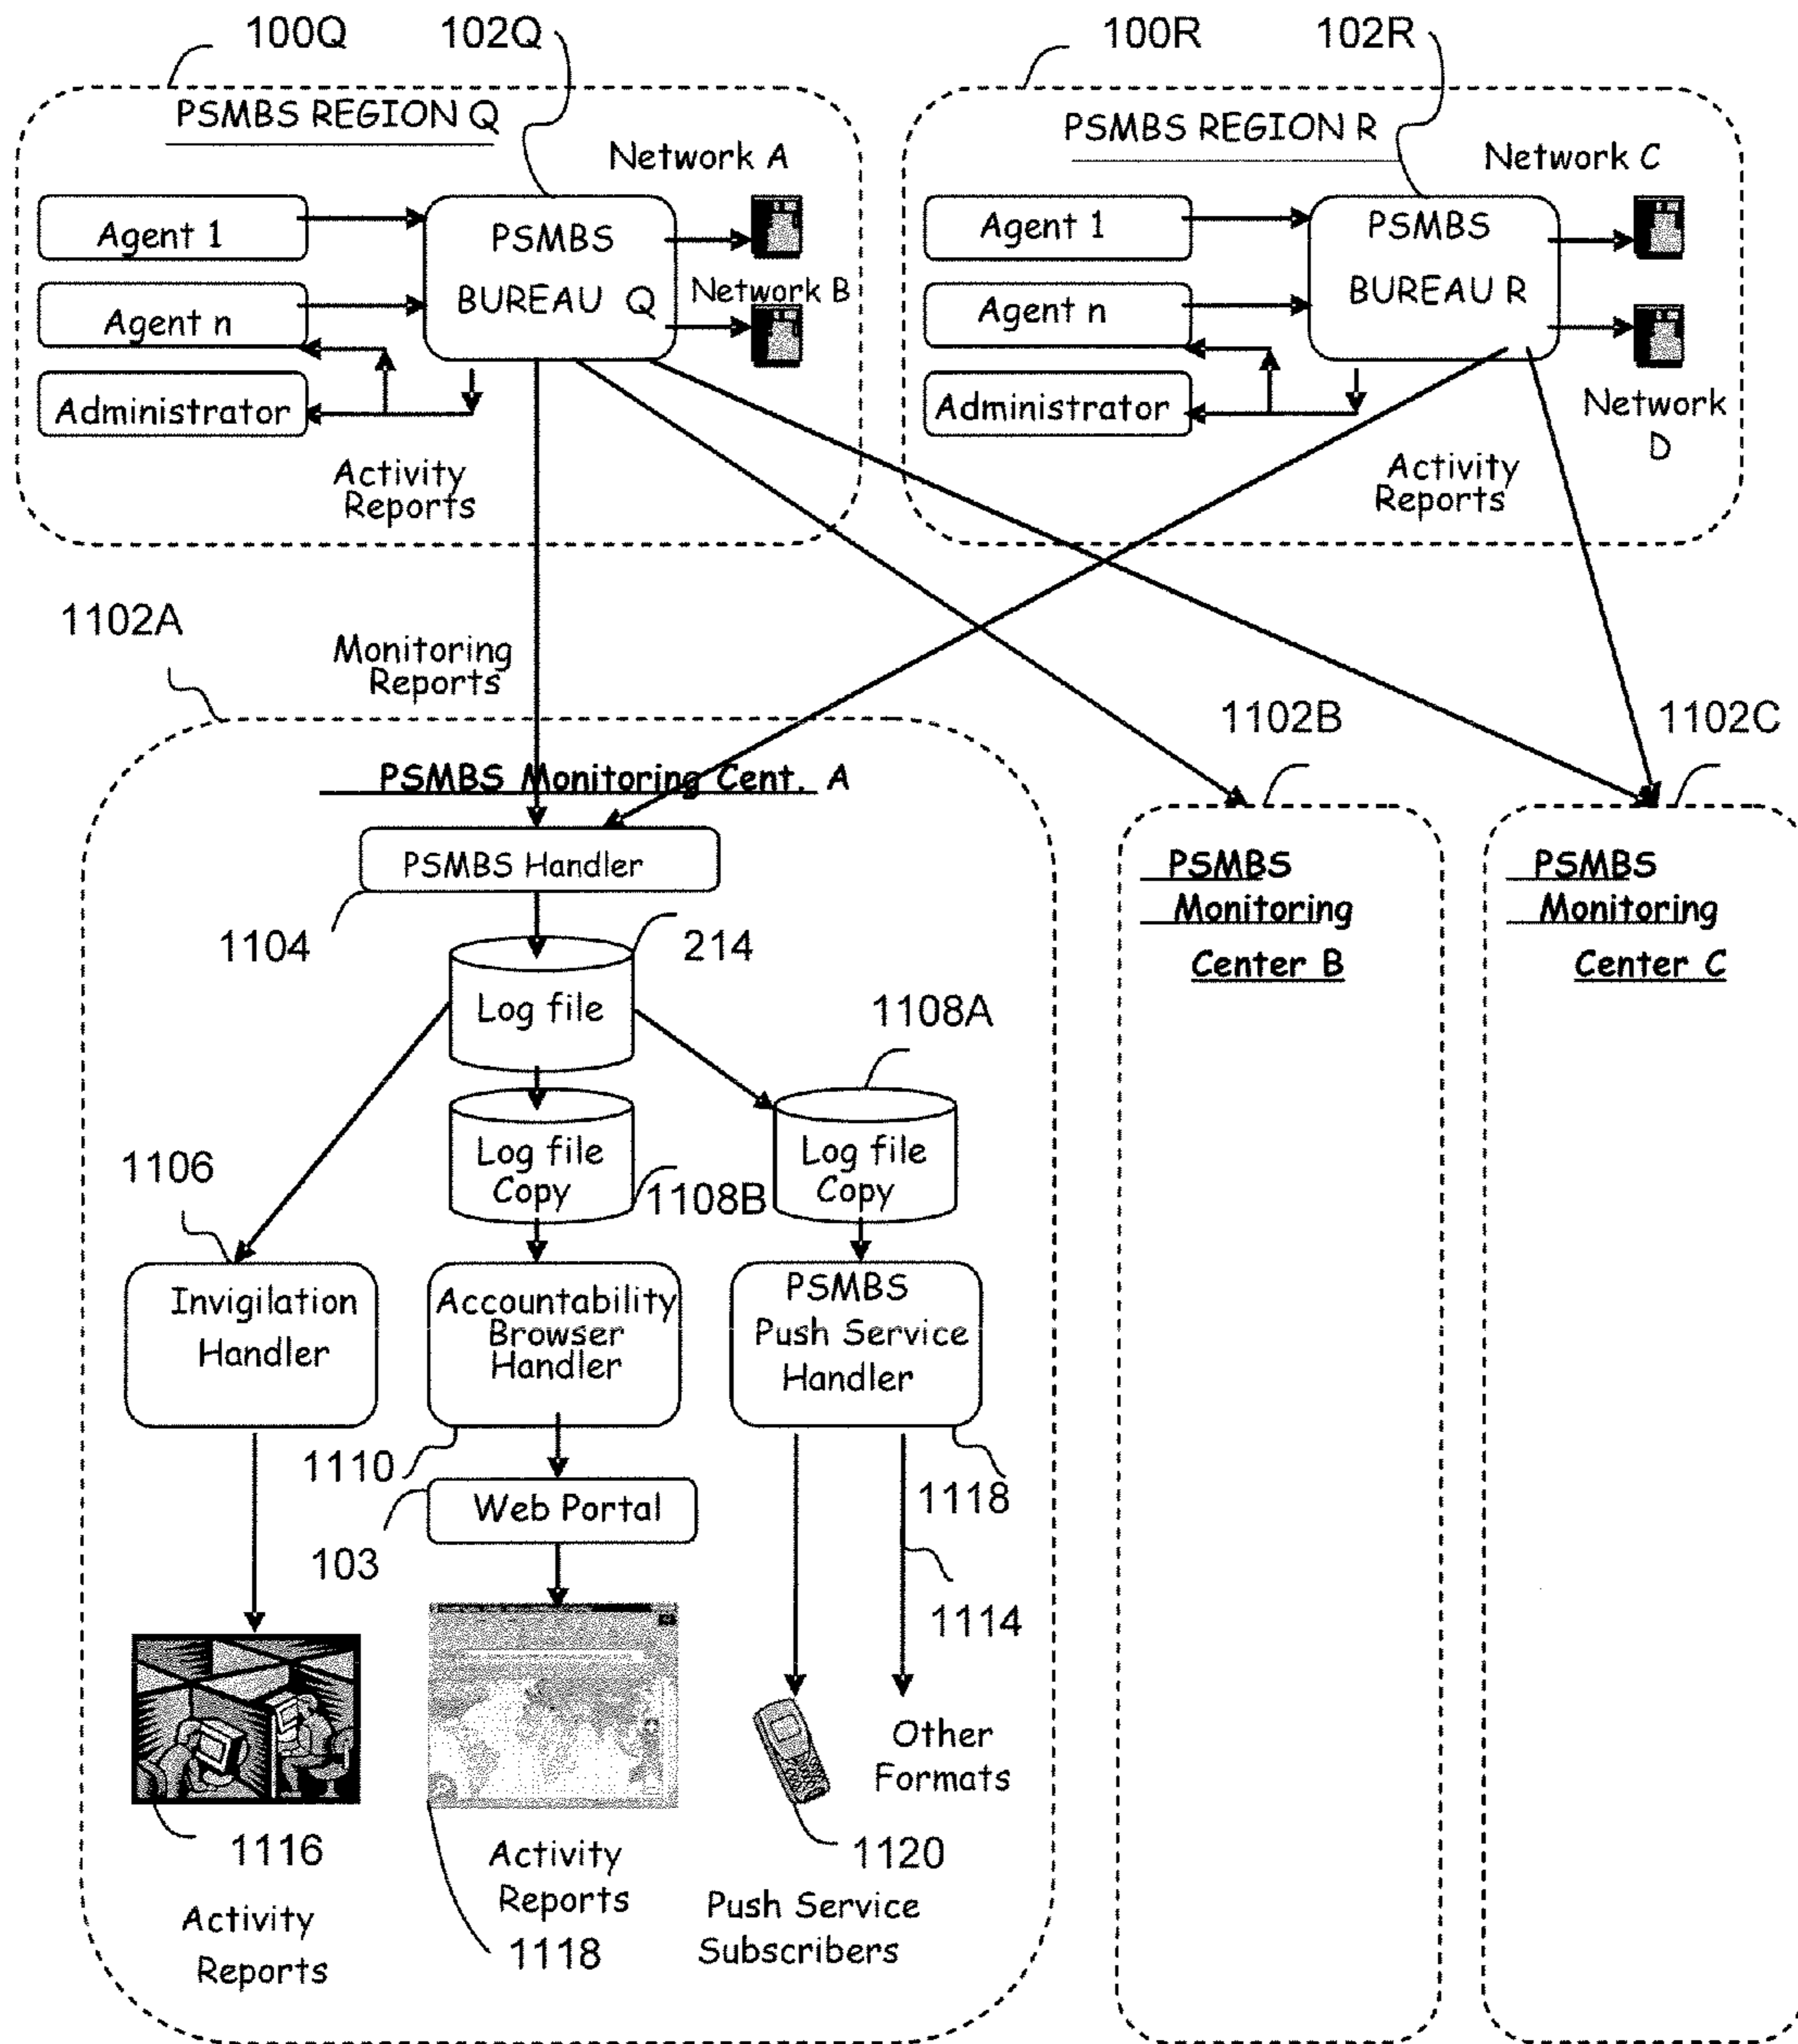 100Q
102Q
100R
102R
PSMBS REGION Q
PSMBS REGION R
Network A
Network C
Agent 1
PSMBS
BUREAU Q
Agent 1
PSMBS
BUREAU R
Network B
Agent n
Agent n
Administrator
Administrator
Network
D
Activity
Reports
Activity
Reports
1102A
Monitoring
Reports
1102B
1102C
PSMBS Monitoring Cent. A
PSMBS Handler
PSMBS
Monitoring
Center B
PSMBS
Monitoring
Center C
1104
214
Log file
1108A
Log file
Copy
1108B
Log file
Copy
1106
Invigilation
Handler
Accountability
Browser
Handler
PSMBS
Push Service
Handler
1110
1118
Web Portal
103
1114
Other
Formats
1116
1120
Activity
Reports
Activity
Reports
1118
Push Service
Subscribers